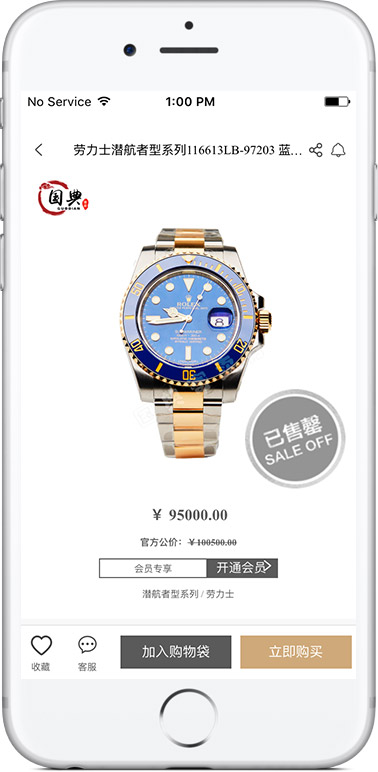 No Service
1:00 PM
劳力士潜航者型系列116613LB-97203 蓝...
国典
GUARDIAN
ROLEX
8
30
已售罄
SALE OFF
￥ 95000.00
官方公价：￥100500.00
会员专享
开通会员>
潜航者型系列 / 劳力士
收藏
客服
加入购物袋
立即购买